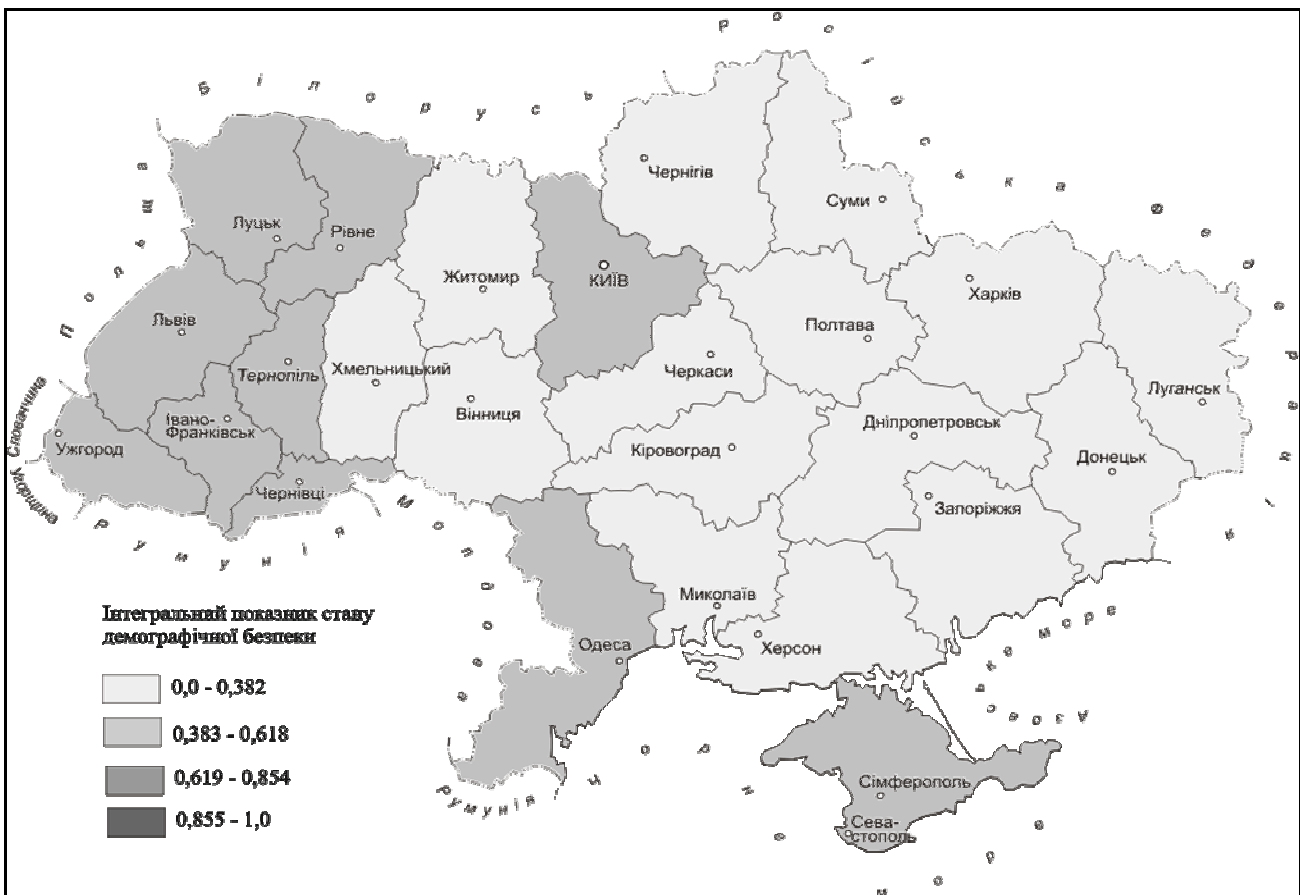 Російська Федерація
Білорусь
Польща
Словаччина
Угорщина
Румунія
Молдова
Румунія
Чорне море
Азовське море
Чернігів
Суми
Луцьк
Рівне
Житомир
КИЇВ
Харків
Львів
Полтава
Тернопіль
Хмельницький
Черкаси
Луганськ
Вінниця
Івано-
Франківськ
Дніпропетровськ
Ужгород
Кіровоград
Донецьк
Чернівці
Запоріжжя
Миколаїв
Одеса
Херсон
Сімферополь
Сева-
стополь
Інтегральний показник стану
демографічної безпеки
0,0 - 0,382
0,383 - 0,618
0,619 - 0,854
0,855 - 1,0